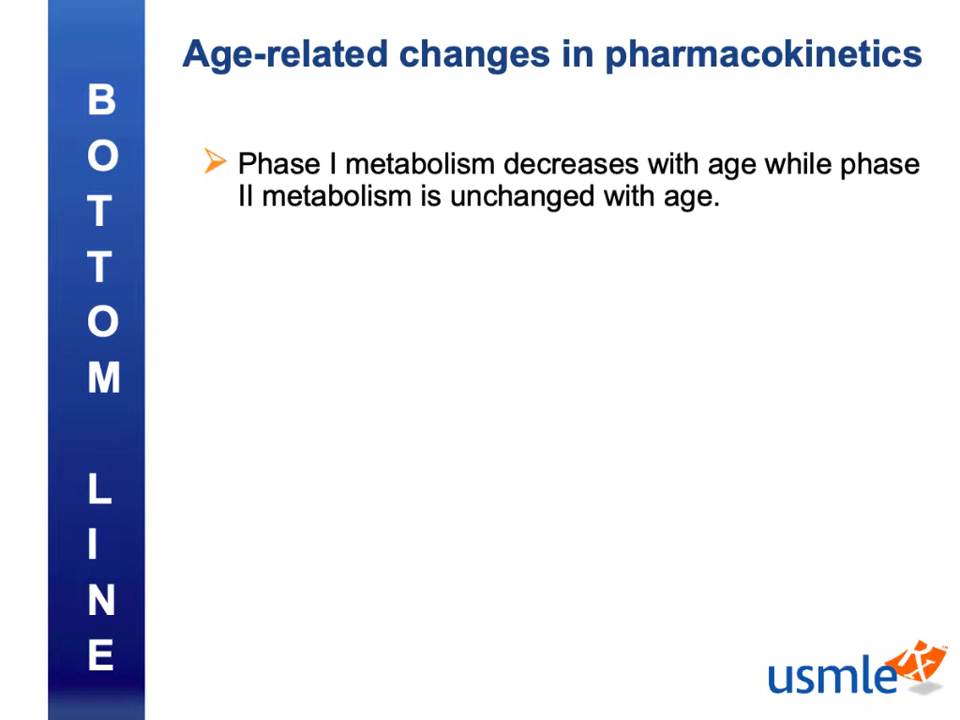 Age-related changes in pharmacokinetics
B
O
T
T
O
M
L
I
N
E
➢ Phase I metabolism decreases with age while phase
II metabolism is unchanged with age.
usmle Rx